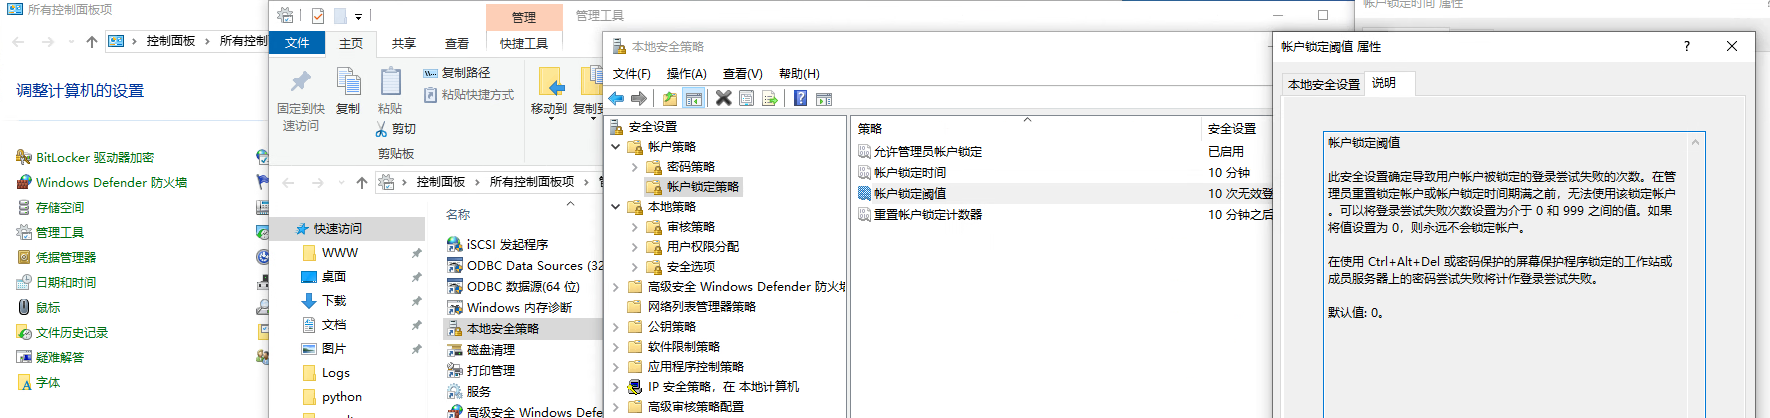 所有控制面板项
控制面板
所有控制
调整计算机的设置
BitLocker 驱动器加密
Windows Defender 防火墙
存储空间
管理工具
凭据管理器
日期和时间
鼠标
文件历史记录
疑难解答
字体
管理
管理工具
文件
主页
共享
查看
快捷工具
固定到快
速访问
复制
粘贴
复制路径
粘贴快捷方式
剪切
移动到
复制到
剪贴板
控制面板
所有控制面板项
快速访问
WWW
桌面
下载
文档
图片
Logs
python
名称
iSCSI 发起程序
ODBC Data Sources (32
ODBC 数据源(64 位)
Windows 内存诊断
本地安全策略
磁盘清理
打印管理
服务
高级安全 Windows Defe
本地安全策略
文件(F) 操作(A) 查看(V) 帮助(H)
安全设置
帐户策略
密码策略
帐户锁定策略
本地策略
审核策略
用户权限分配
安全选项
高级安全 Windows Defender 防火墙
网络列表管理器策略
公钥策略
软件限制策略
应用程序控制策略
IP 安全策略，在 本地计算机
高级审核策略配置
策略 安全设置
允许管理员帐户锁定 已启用
帐户锁定时间 10 分钟
帐户锁定阈值 10 次无效登
重置帐户锁定计数器 10 分钟之后
帐户锁定时间 属性
帐户锁定阈值 属性
本地安全设置 说明
帐户锁定阈值
此安全设置确定导致用户帐户被锁定的登录尝试失败的次数。在管
理员重置锁定帐户或帐户锁定时间期满之前，无法使用该锁定帐户
。可以将登录尝试失败次数设置为介于 0 和 999 之间的值。如果
将值设置为 0，则永远不会锁定帐户。
在使用 Ctrl+Alt+Del 或密码保护的屏幕保护程序锁定的工作站或
成员服务器上的密码尝试失败将计作登录尝试失败。
默认值: 0。